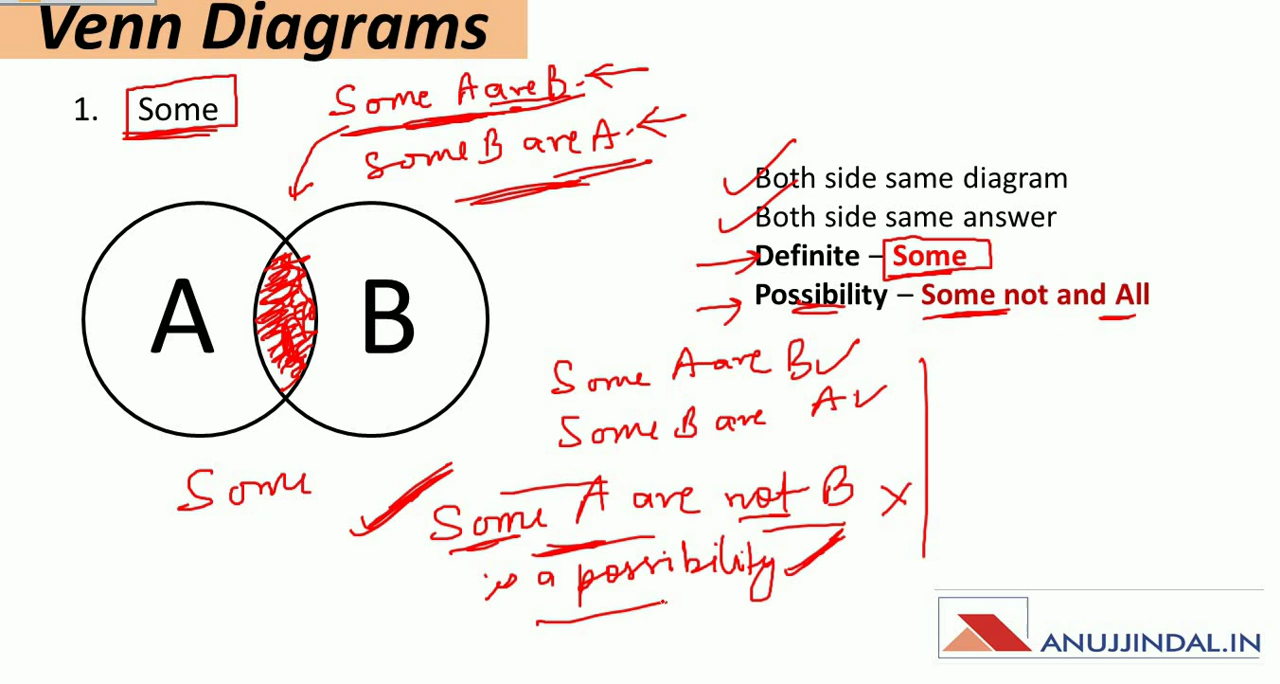 Venn Diagrams
1. Some
Some A are B.
Some B are A.
Both side same diagram
Both side same answer
Definite – Some
Possibility – Some not and All
A B
Some A are B
Some B are A
Some
Some A are not B
is a possibility
ANUJJINDAL.IN